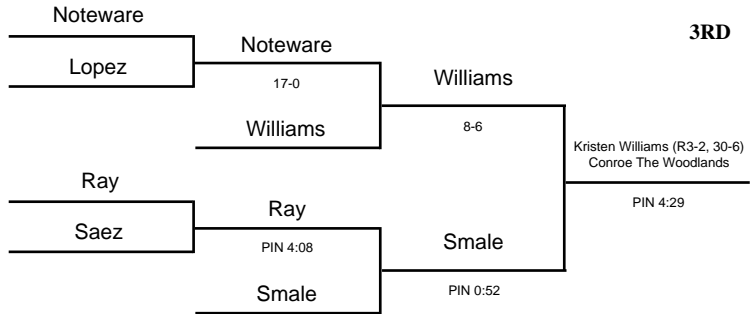 Noteware
3RD
Lopez
Noteware
17-0
Williams
8-6
Williams
Kristen Williams (R3-2, 30-6)
Conroe The Woodlands
PIN 4:29
Ray
Saez
Ray
PIN 4:08
Smale
PIN 0:52
Smale